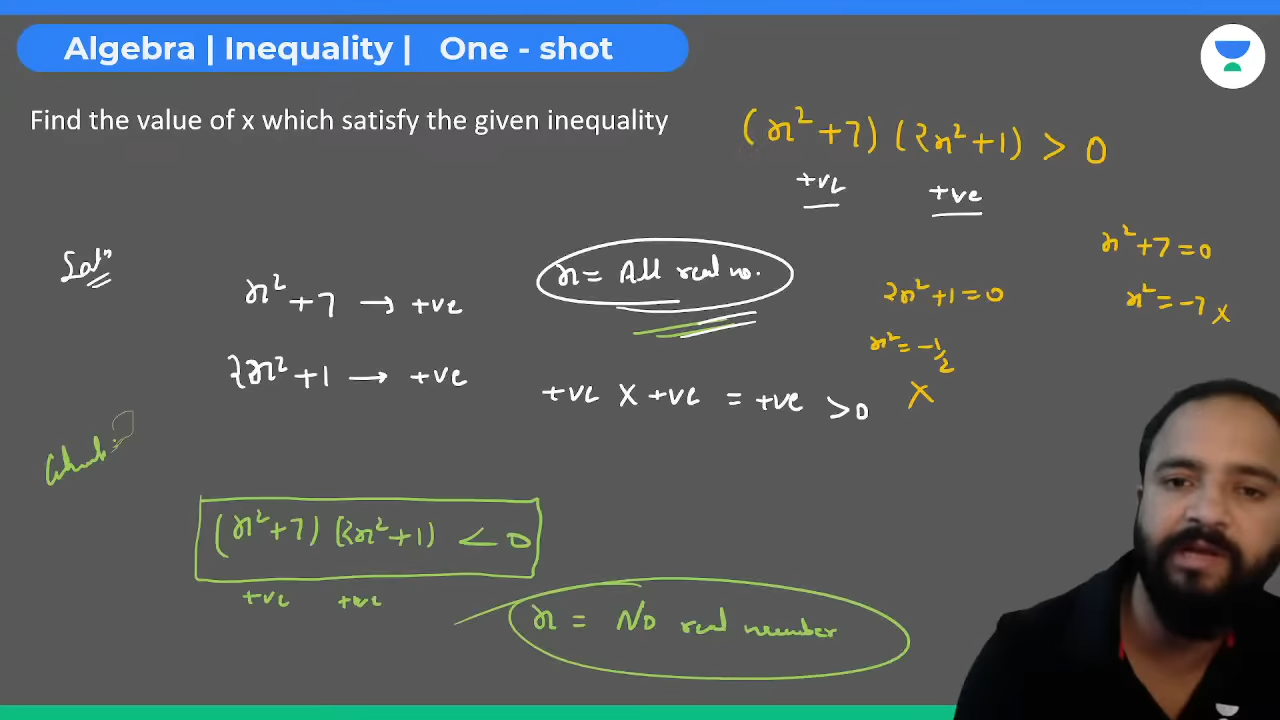 Algebra | Inequality | One - shot
Find the value of x which satisfy the given inequality
(x²+7) (2x²+1) > 0
+ve +ve
Solⁿ
x²+7 → +ve
x = All real no.
2x²+1 → +ve
+ve X +ve = +ve >0
2x²+1=0
x²= -1/2
X
x²+7=0
x²=-7 X
(x²+7) (2x²+1) < 0
+ve +ve
x = No real number